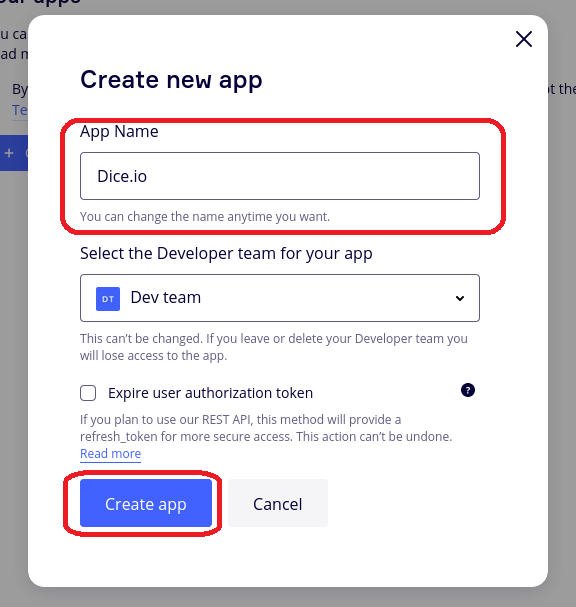 our apps
u ca
ad m
By
ot the
Te
+
Create new app
App Name
Dice.io
You can change the name anytime you want.
Select the Developer team for your app
DT Dev team
This can't be changed. If you leave or delete your Developer team you
will lose access to the app.
Expire user authorization token ?
If you plan to use our REST API, this method will provide a
refresh_token for more secure access. This action can't be undone.
Read more
Create app Cancel